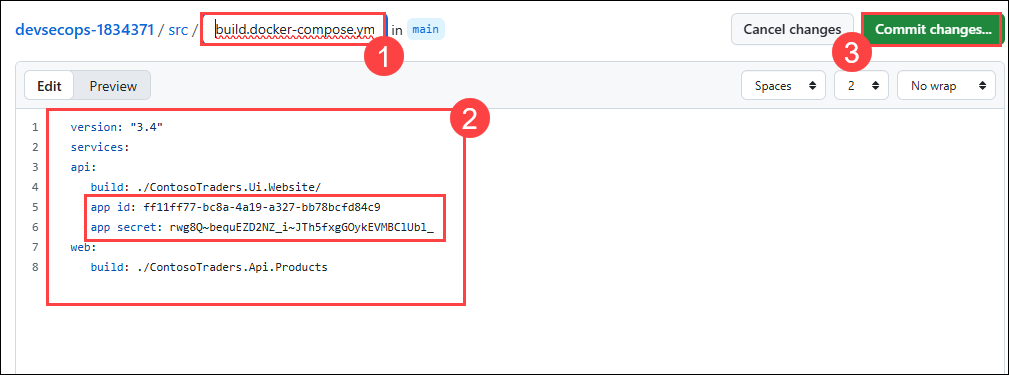 devsecops-1834371 / src / build.docker-compose.ym in main Cancel changes Commit changes...
1 3
Edit Preview Spaces 2 No wrap
2
1 version: "3.4"
2 services:
3 api:
4 build: ./ContosoTraders.Ui.Website/
5 app id: ff11ff77-bc8a-4a19-a327-bb78bcfd84c9
6 app secret: rwg8Q~bequEZD2NZ_i~JTh5fxgGOykEVMBClUbl_
7 web:
8 build: ./ContosoTraders.Api.Products